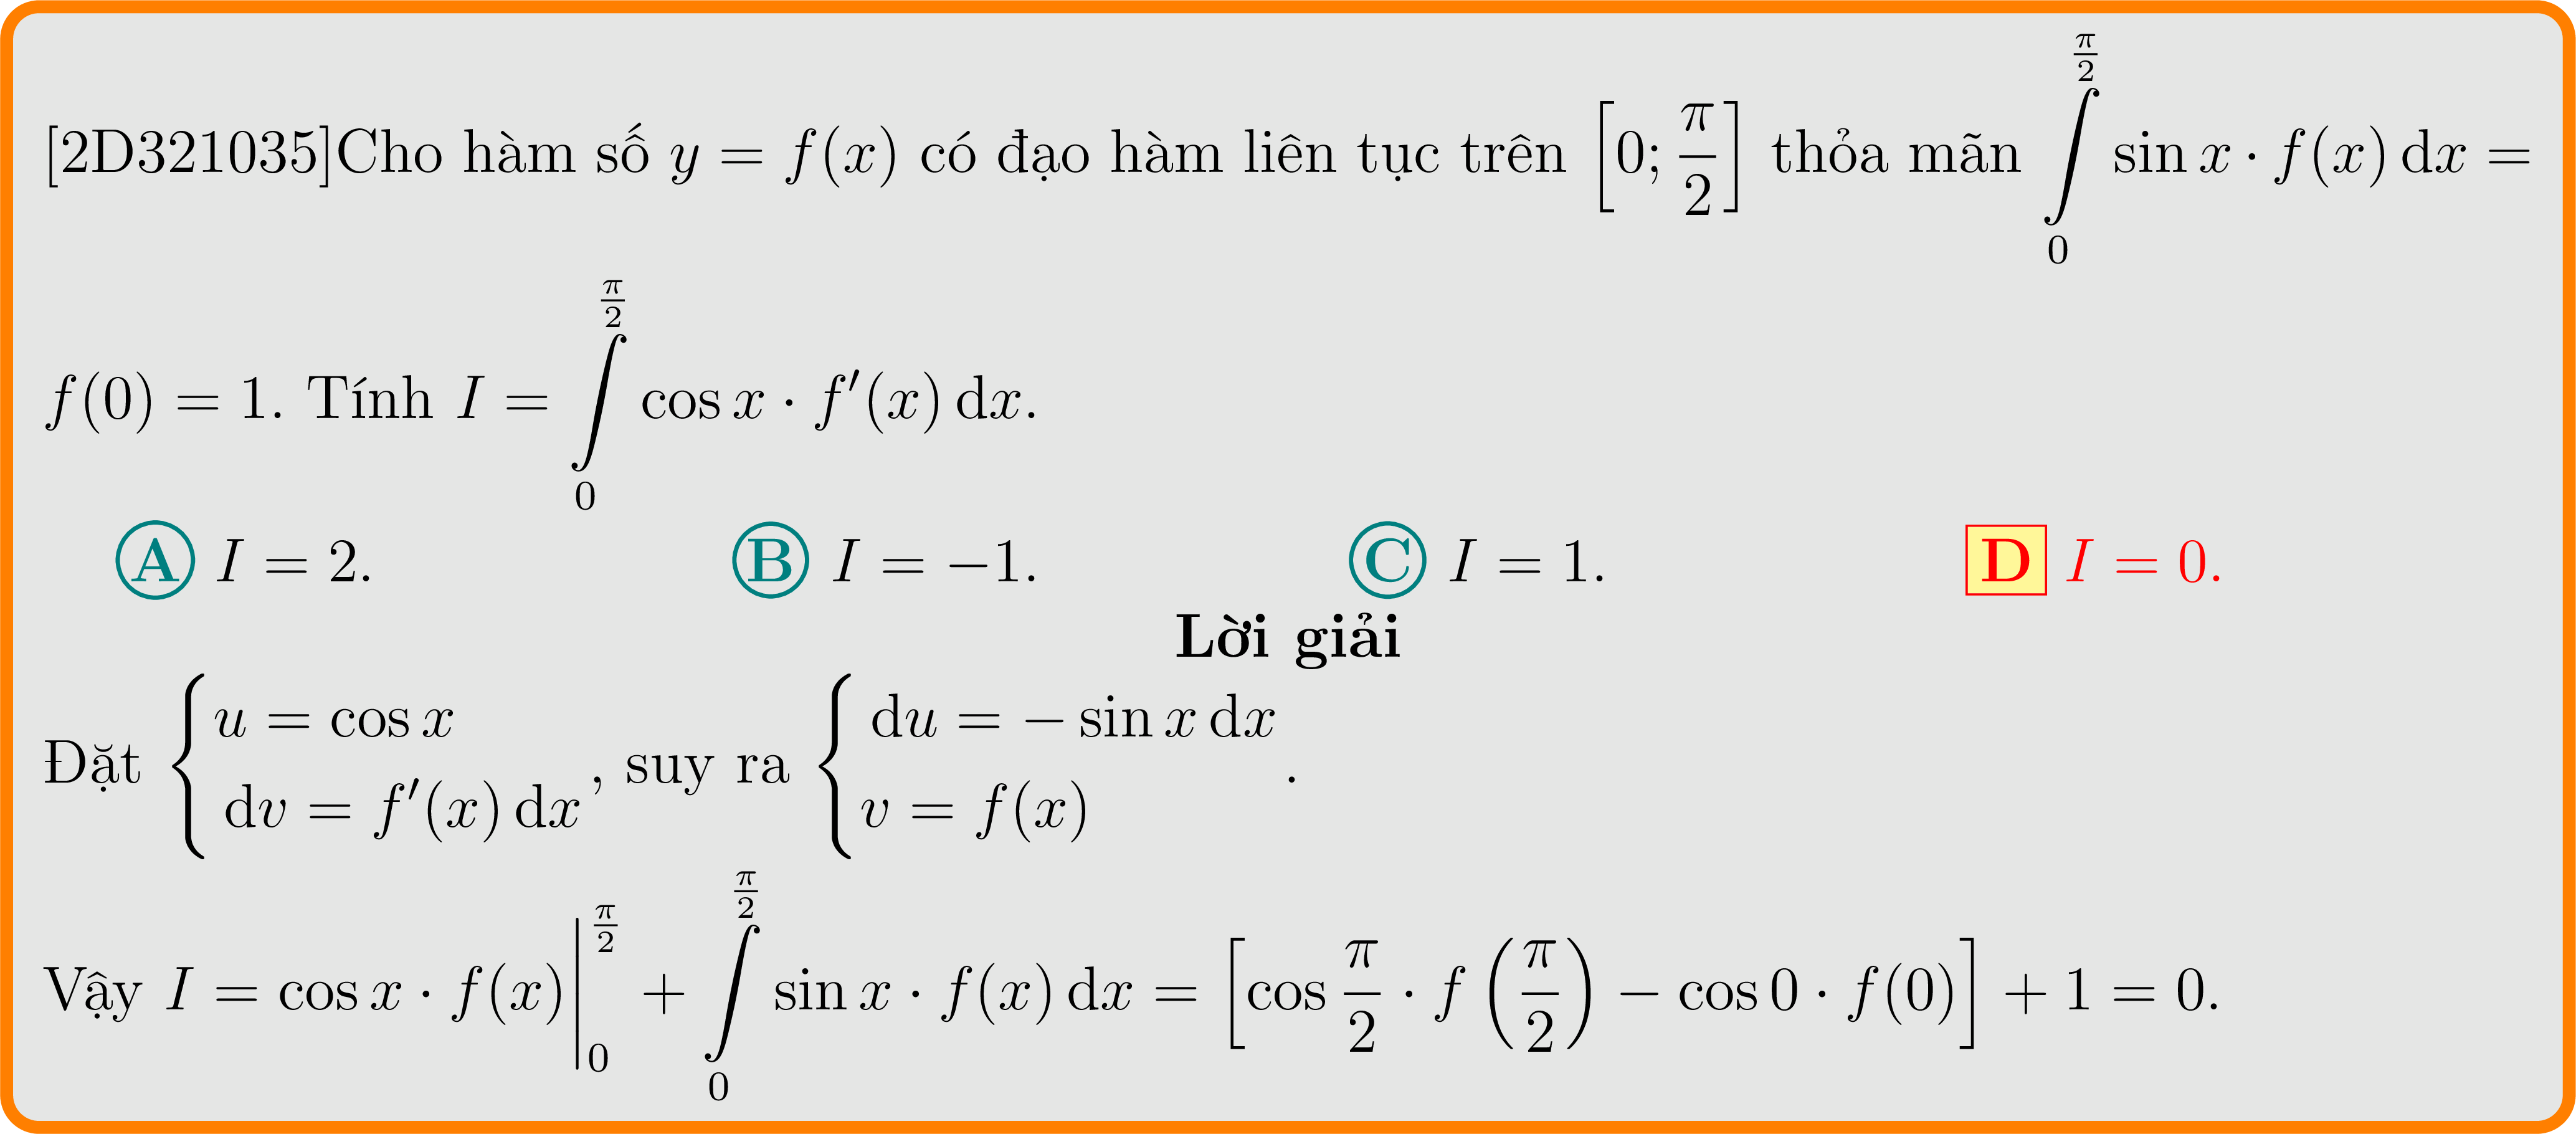 [2D321035]Cho hàm số $y = f(x)$ có đạo hàm liên tục trên $\left[0; \dfrac{\pi}{2}\right]$ thỏa mãn $\int\limits_0^{\frac{\pi}{2}} \sin x \cdot f(x)\,\mathrm{d}x =$
$f(0) = 1$. Tính $I = \int\limits_0^{\frac{\pi}{2}} \cos x \cdot f'(x)\,\mathrm{d}x.$
A $I = 2.$ B $I = -1.$ C $I = 1.$ D $I = 0.$
Lời giải
Đặt $\begin{cases} u = \cos x \\ \mathrm{d}v = f'(x)\,\mathrm{d}x \end{cases}$, suy ra $\begin{cases} \mathrm{d}u = -\sin x\,\mathrm{d}x \\ v = f(x) \end{cases}$.
Vậy $I = \cos x \cdot f(x)\Big|_0^{\frac{\pi}{2}} + \int\limits_0^{\frac{\pi}{2}} \sin x \cdot f(x)\,\mathrm{d}x = \left[\cos \dfrac{\pi}{2} \cdot f\left(\dfrac{\pi}{2}\right) - \cos 0 \cdot f(0)\right] + 1 = 0.$